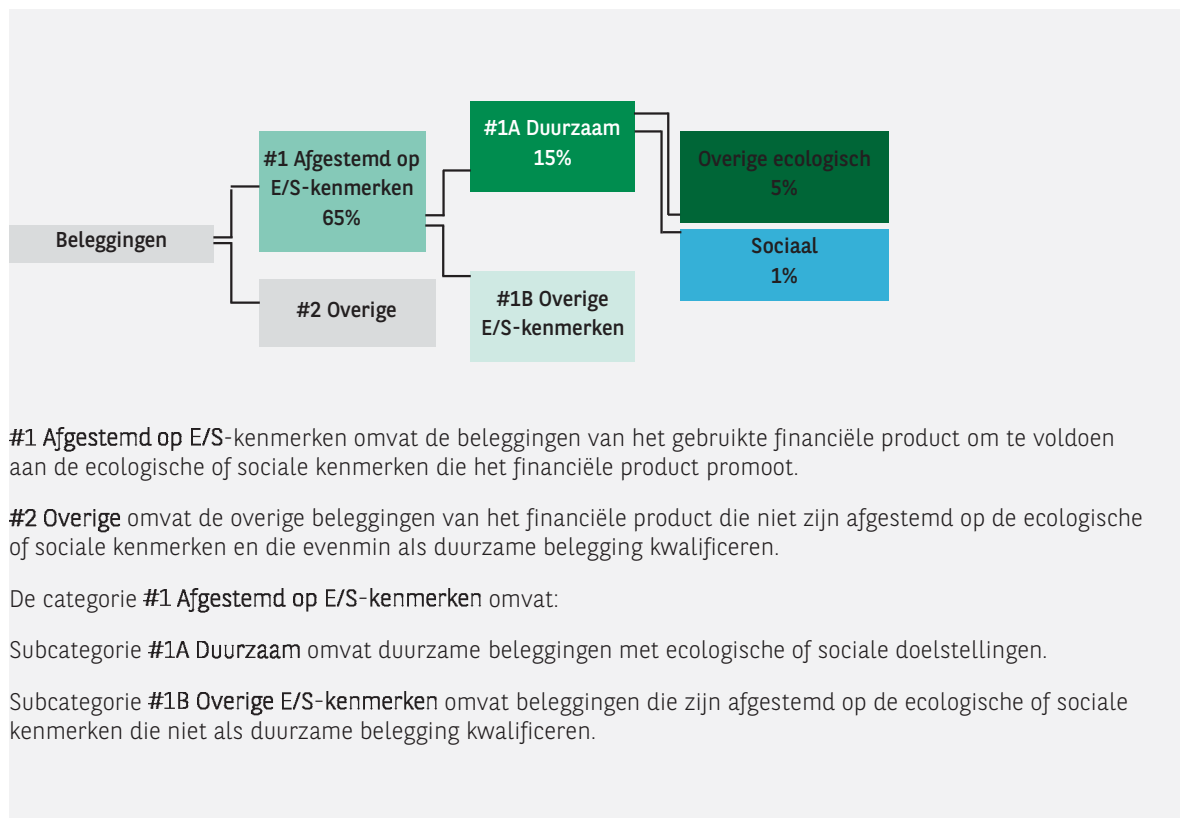 #1A Duurzaam
15%
#1 Afgestemd op
E/S-kenmerken
65%
Overige ecologisch
5%
Beleggingen
Sociaal
1%
#2 Overige
#1B Overige
E/S-kenmerken
#1 Afgestemd op E/S-kenmerken omvat de beleggingen van het gebruikte financiële product om te voldoen
aan de ecologische of sociale kenmerken die het financiële product promoot.
#2 Overige omvat de overige beleggingen van het financiële product die niet zijn afgestemd op de ecologische
of sociale kenmerken en die evenmin als duurzame belegging kwalificeren.
De categorie #1 Afgestemd op E/S-kenmerken omvat:
Subcategorie #1A Duurzaam omvat duurzame beleggingen met ecologische of sociale doelstellingen.
Subcategorie #1B Overige E/S-kenmerken omvat beleggingen die zijn afgestemd op de ecologische of sociale
kenmerken die niet als duurzame belegging kwalificeren.